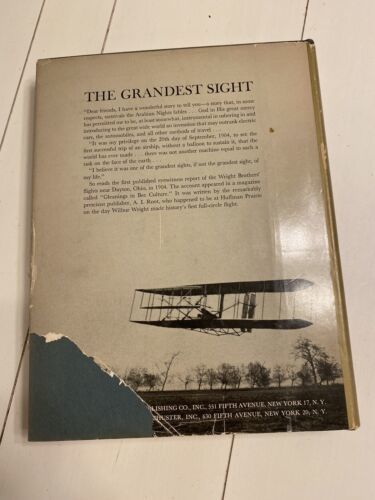 THE GRANDEST SIGHT
"Dear friends, I have a wonderful story to tell you—a story that, in some
respects, outrivals the Arabian Nights fables . . . God in His great mercy
has permitted me to be, at least somewhat, instrumental in ushering in and
introducing to the great wide world an invention that may outrank electric
cars, the automobiles, and all other methods of travel . . .
"It was my privilege on the 20th day of September, 1904, to see the
first successful trip of an airship, without a balloon to sustain it, that the
world has ever made . . . there was not another machine equal to such a
task on the face of the earth. . . .
"I believe it was one of the grandest sights, if not the grandest sight, of
my life."
So reads the first published eyewitness report of the Wright Brothers'
flights near Dayton, Ohio, in 1904. The account appeared in a magazine
called "Gleanings in Bee Culture." It was written by the remarkably
prescient publisher, A. I. Root, who happened to be at Huffman Prairie
on the day Wilbur Wright made history's first full-circle flight.
LISHING CO., INC., 551 FIFTH AVENUE, NEW YORK 17, N. Y.
HUSTER, INC., 630 FIFTH AVENUE, NEW YORK 20, N. Y.